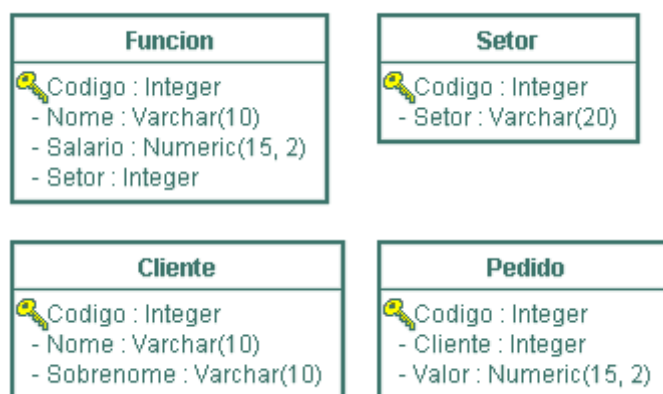 Funcion
Codigo : Integer
- Nome : Varchar(10)
- Salario : Numeric(15, 2)
- Setor : Integer
Setor
Codigo : Integer
- Setor : Varchar(20)
Cliente
Codigo : Integer
- Nome : Varchar(10)
- Sobrenome : Varchar(10)
Pedido
Codigo : Integer
- Cliente : Integer
- Valor : Numeric(15, 2)